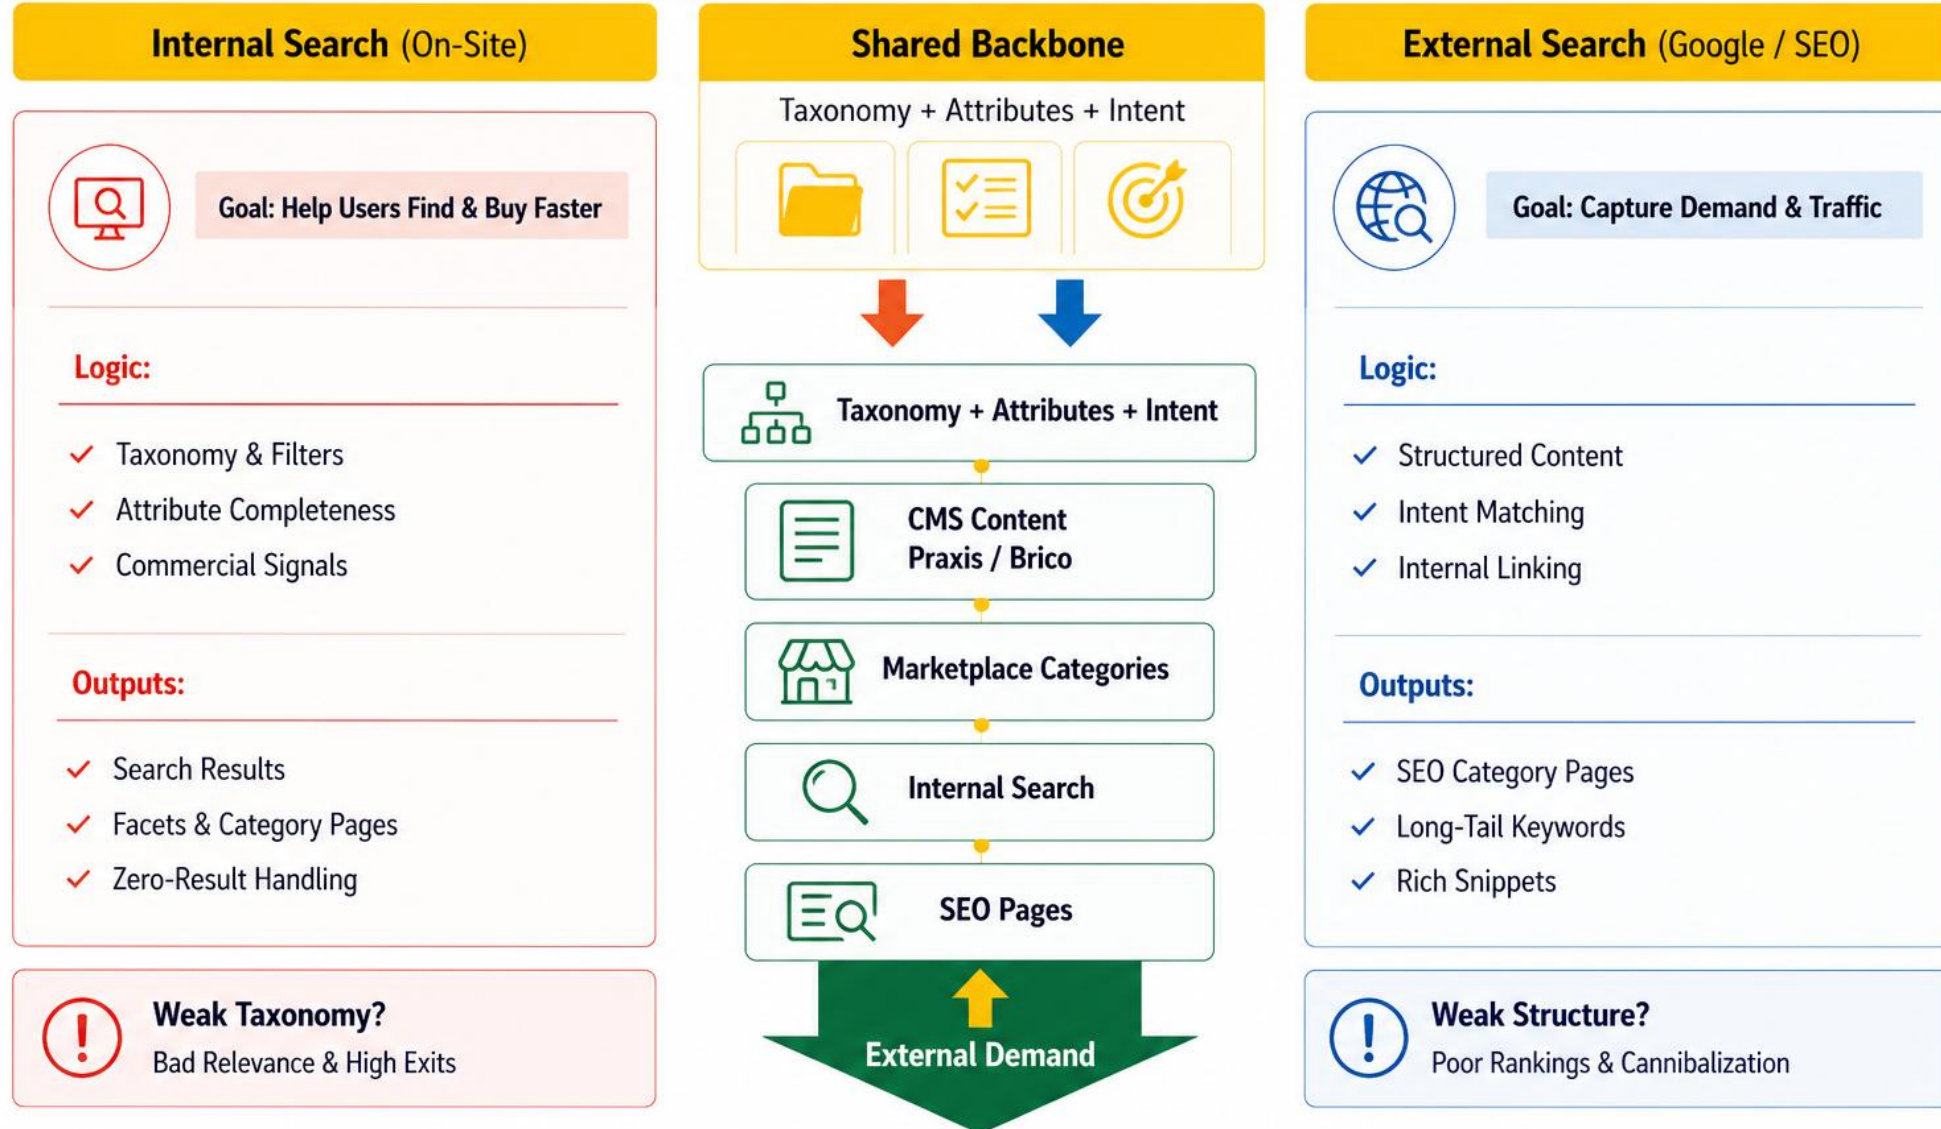 Internal Search (On-Site)
Goal: Help Users Find & Buy Faster
Logic:
Taxonomy & Filters
Attribute Completeness
Commercial Signals
Outputs:
Search Results
Facets & Category Pages
Zero-Result Handling
Weak Taxonomy?
Bad Relevance & High Exits
Shared Backbone
Taxonomy + Attributes + Intent
Taxonomy + Attributes + Intent
CMS Content
Praxis / Brico
Marketplace Categories
Internal Search
SEO Pages
External Demand
External Search (Google / SEO)
Goal: Capture Demand & Traffic
Logic:
Structured Content
Intent Matching
Internal Linking
Outputs:
SEO Category Pages
Long-Tail Keywords
Rich Snippets
Weak Structure?
Poor Rankings & Cannibalization